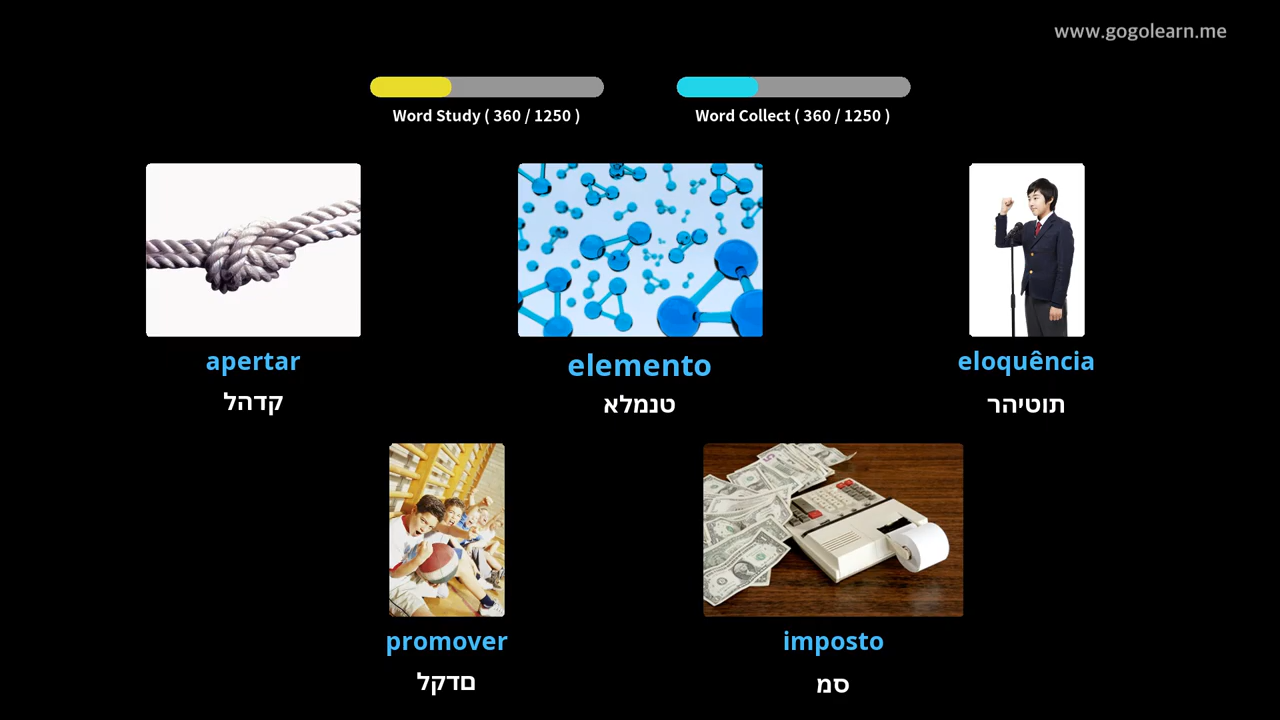 www.gogolearn.me
Word Study ( 360 / 1250 )
Word Collect ( 360 / 1250 )
apertar
קדהל
elemento
טנמלא
eloquência
תוטיהר
promover
םדקל
imposto
סמ